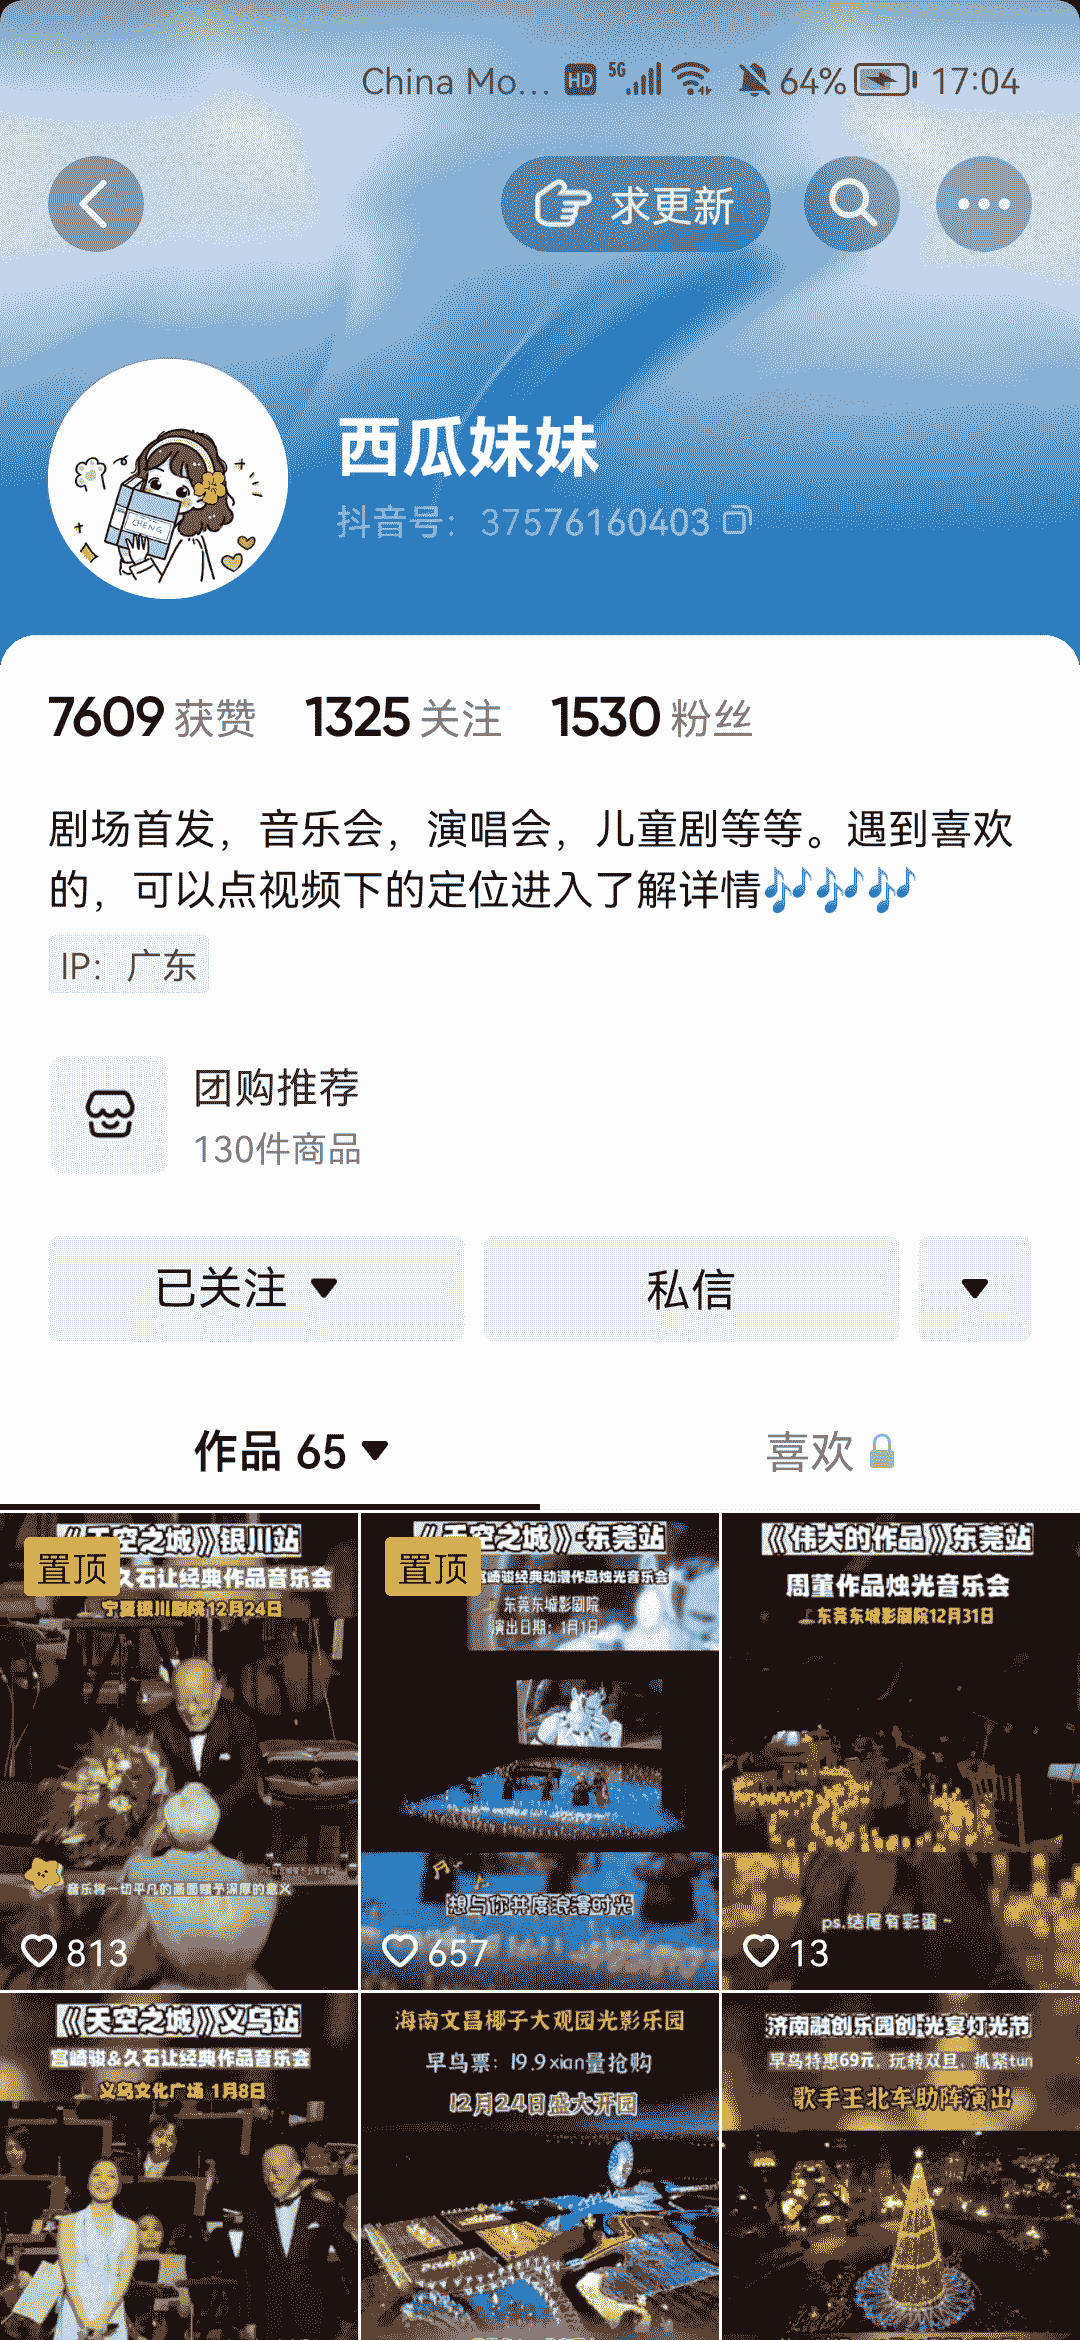 China Mo... HD 5G 64% 17:04
求更新
西瓜妹妹
抖音号：37576160403
CHENG
7609 获赞 1325 关注 1530 粉丝
剧场首发，音乐会，演唱会，儿童剧等等。遇到喜欢
的，可以点视频下的定位进入了解详情🎶🎶🎶
IP：广东
团购推荐
130件商品
已关注
私信
作品 65
喜欢
置顶
《天空之城》银川站
久石让经典作品音乐会
宁夏银川剧院12月24日
音乐将一切平凡的画面赋予深厚的意义
813
置顶
《天空之城》·东莞站
宫崎骏经典动漫作品烛光音乐会
东莞东城影剧院
演出日期：1月1日
想与你共度浪漫时光
657
《伟大的作品》东莞站
周董作品烛光音乐会
东莞东城影剧院12月31日
ps.结尾有彩蛋~
13
《天空之城》义乌站
宫崎骏&久石让经典作品音乐会
义乌文化广场 1月8日
海南文昌椰子大观园光影乐园
早鸟票：19.9xian量抢购
12月24日盛大开园
济南融创乐园创·光宴灯光节
早鸟特惠69元，玩转双旦，抓紧tun
歌手王北车助阵演出